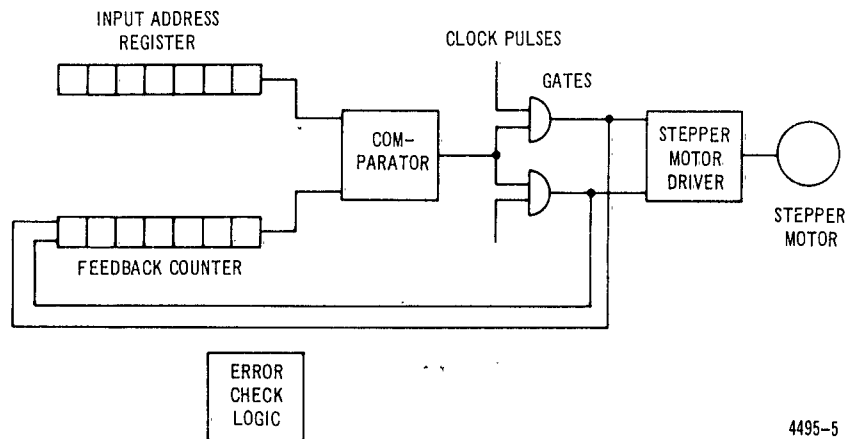 INPUT ADDRESS
REGISTER
CLOCK PULSES
GATES
COM-
PARATOR
STEPPER
MOTOR
DRIVER
STEPPER
MOTOR
FEEDBACK COUNTER
ERROR
CHECK
LOGIC
4495-5